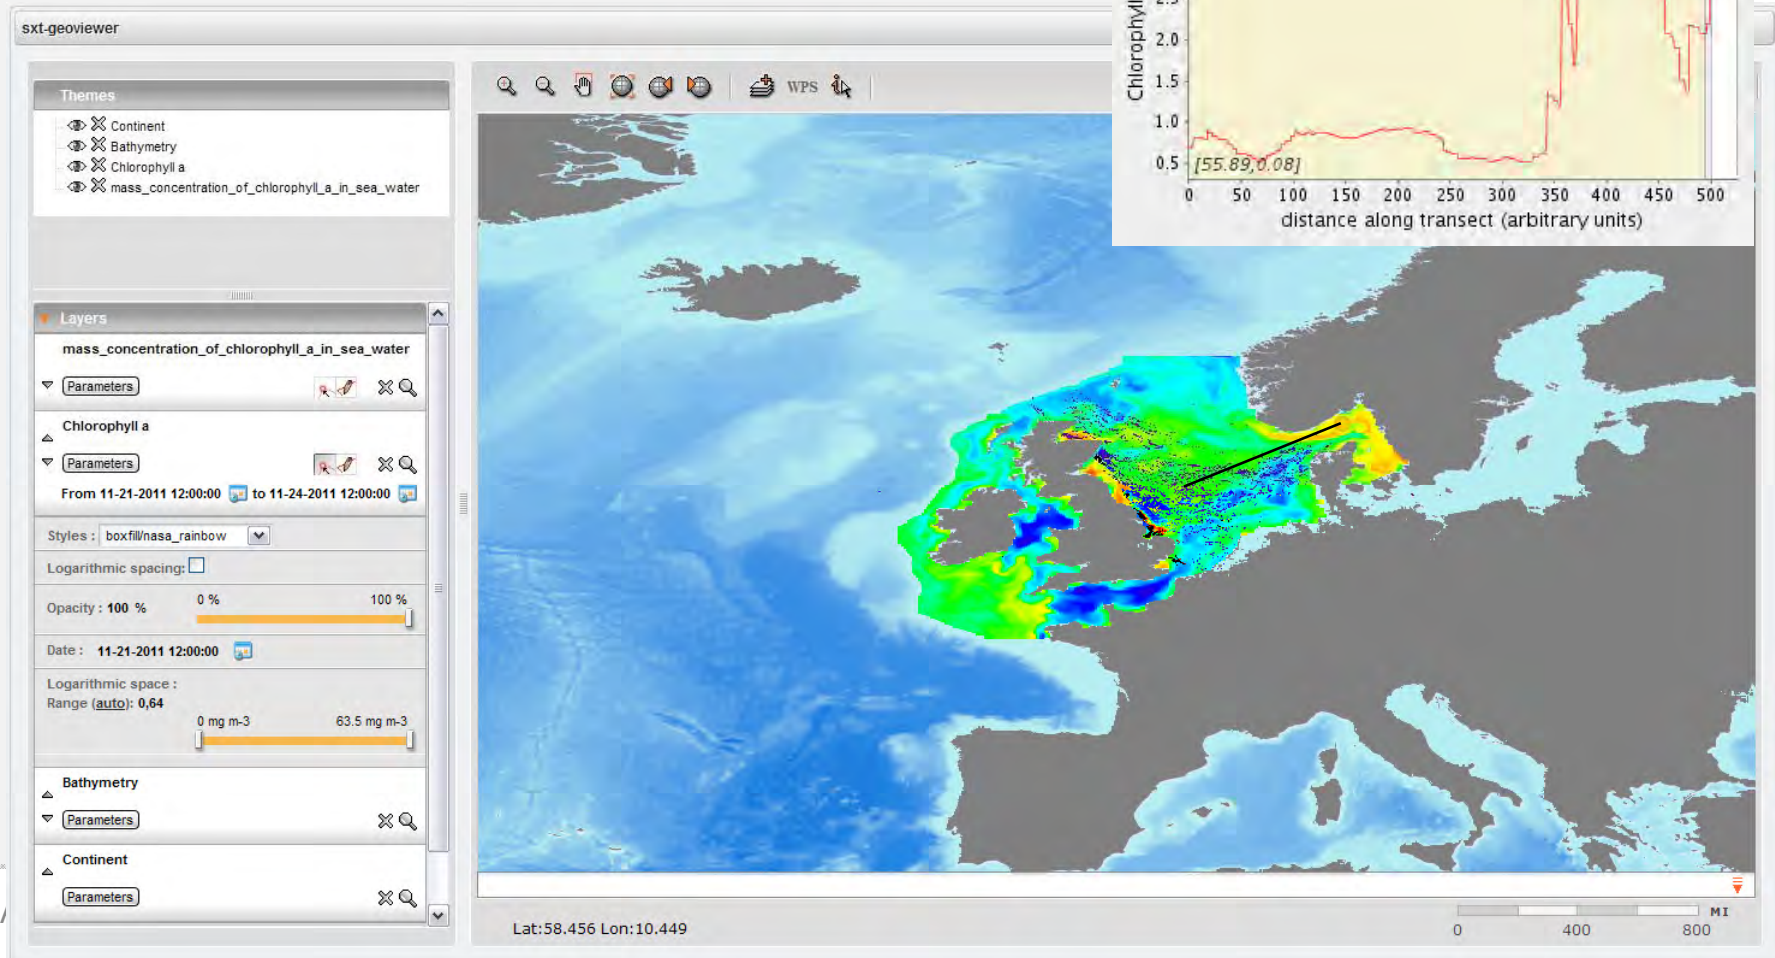 sxt-geoviewer
Themes
Continent
Bathymetry
Chlorophyll a
mass_concentration_of_chlorophyll_a_in_sea_water
Layers
mass_concentration_of_chlorophyll_a_in_sea_water
Parameters
Chlorophyll a
Parameters
From 11-21-2011 12:00:00 to 11-24-2011 12:00:00
Styles : boxfill/nasa_rainbow
Logarithmic spacing:
Opacity : 100 % 0 % 100 %
Date : 11-21-2011 12:00:00
Logarithmic space :
Range (auto): 0,64
0 mg m-3 63.5 mg m-3
Bathymetry
Parameters
Continent
Parameters
WPS
Chlorophyll
2.5
2.0
1.5
1.0
0.5
[55.89,0.08]
0 50 100 150 200 250 300 350 400 450 500
distance along transect (arbitrary units)
Lat:58.456 Lon:10.449
MI
0 400 800